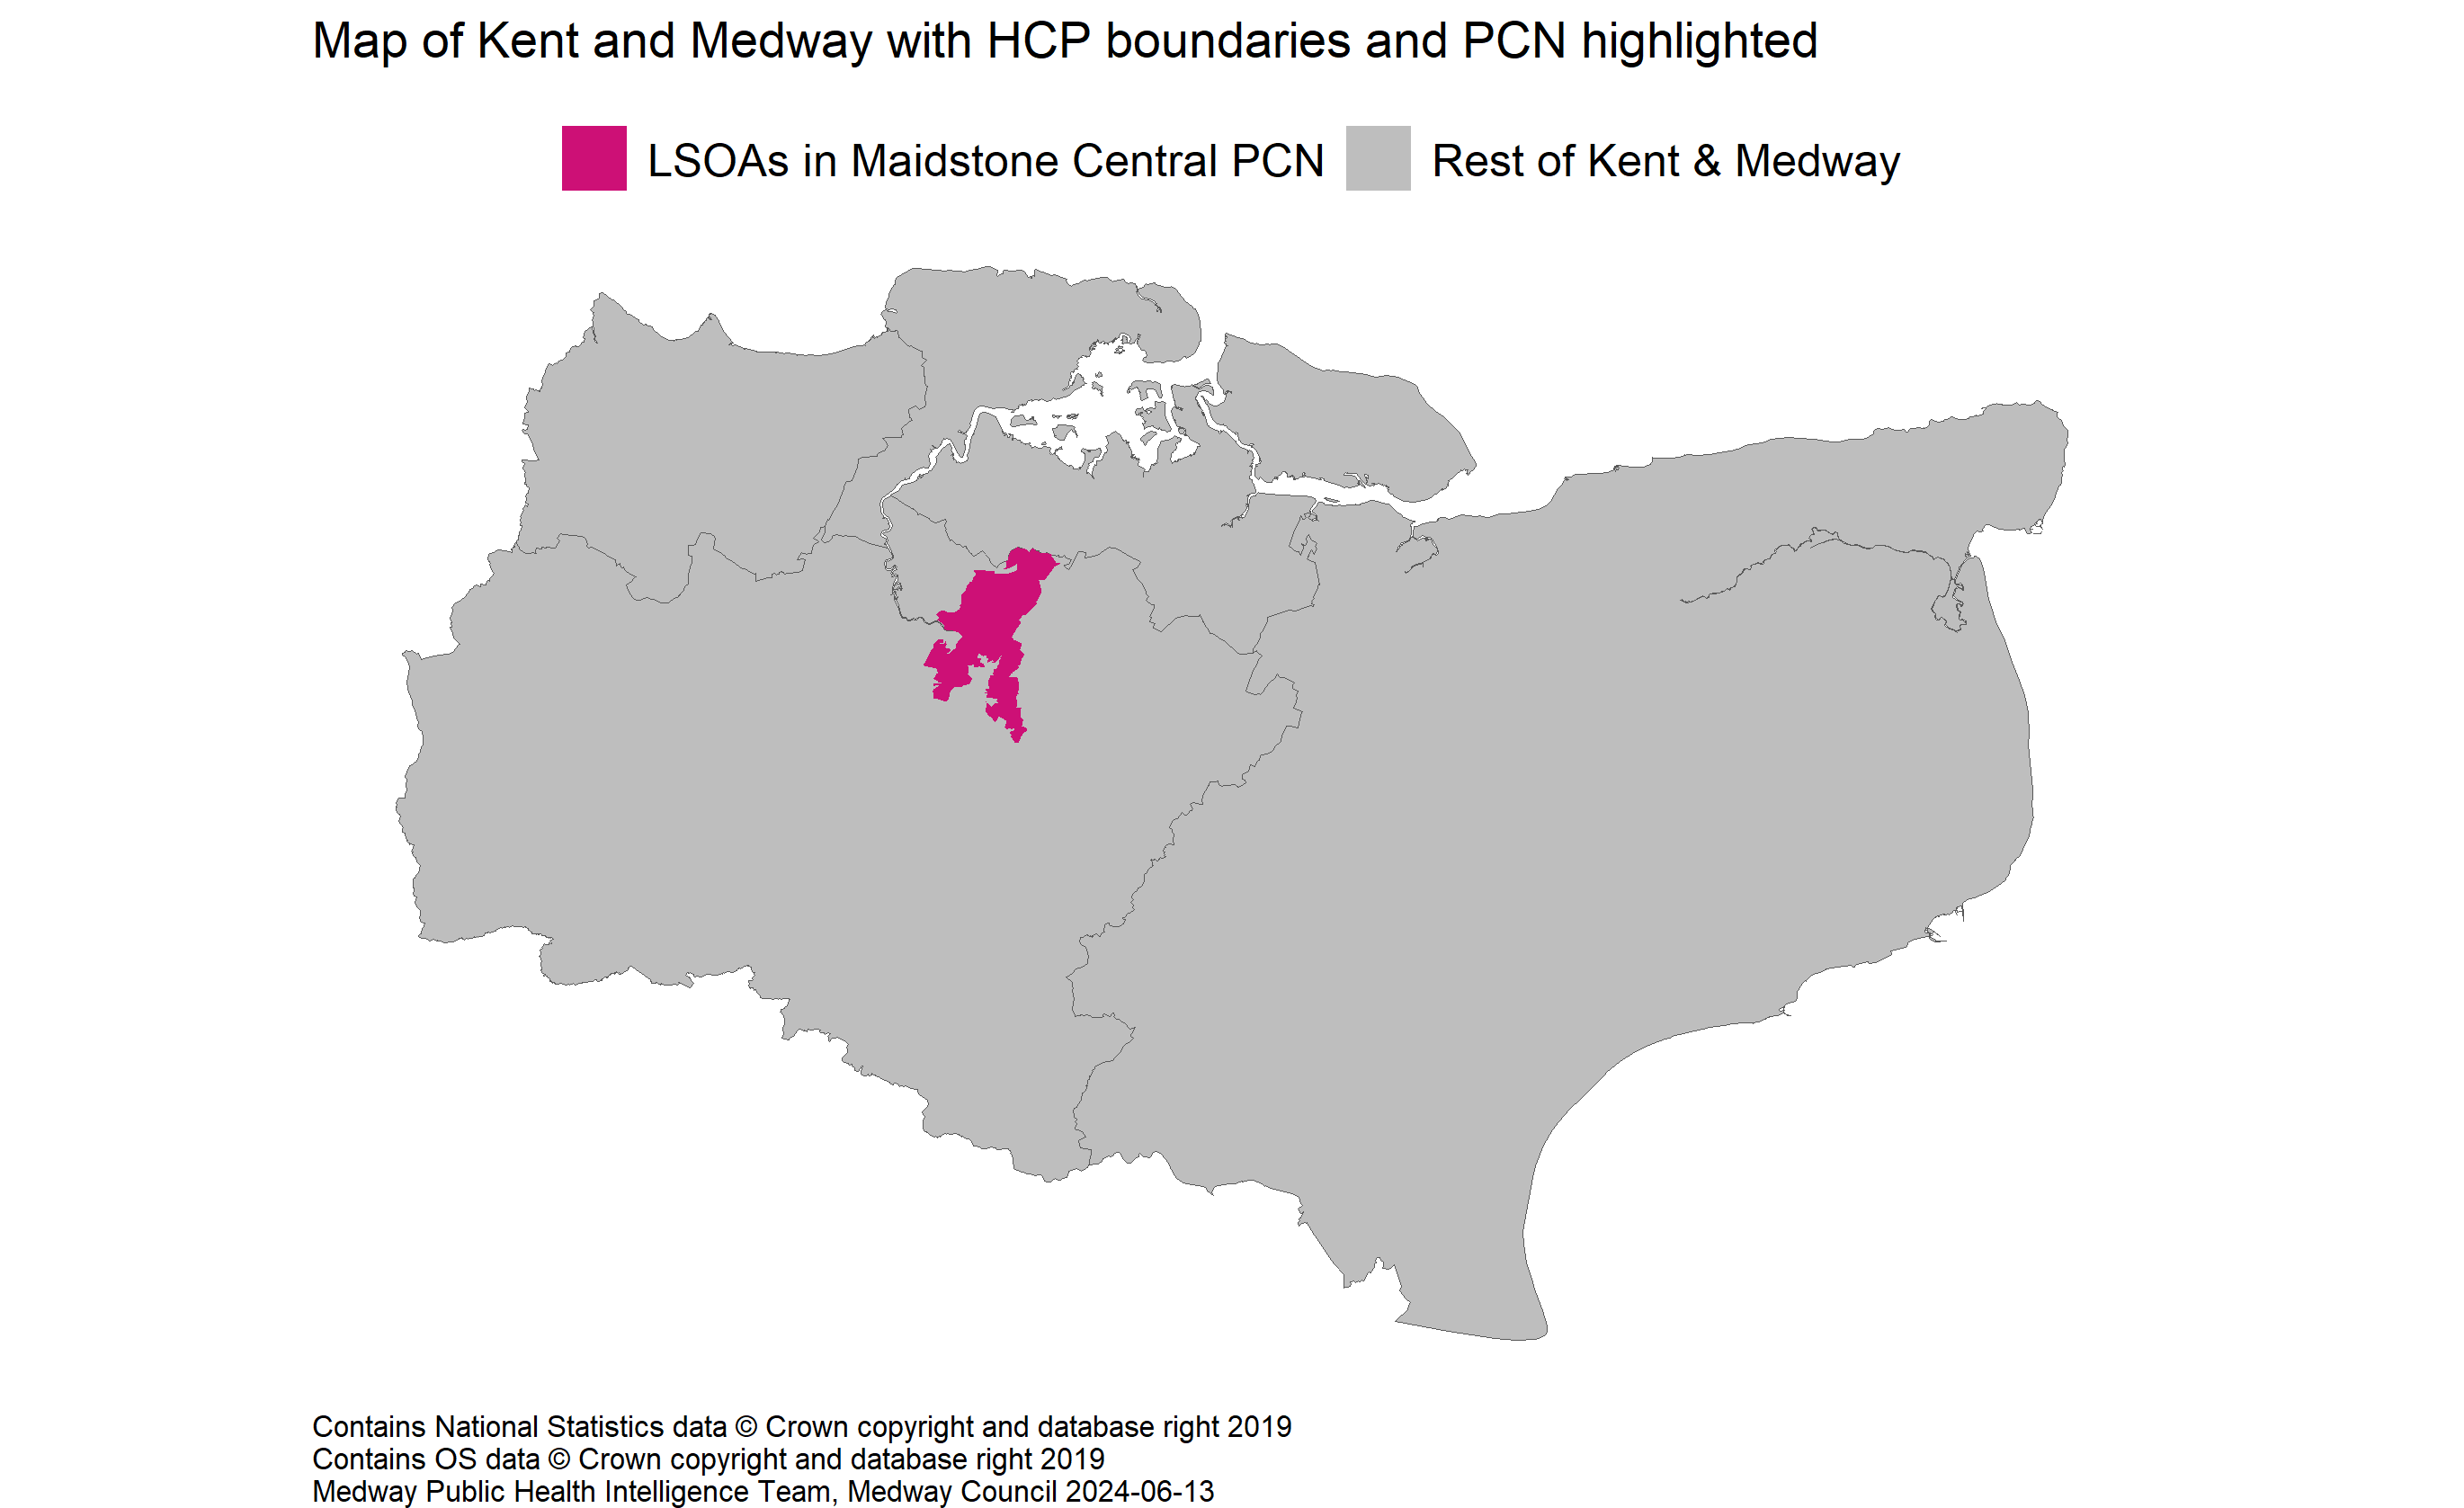 Map of Kent and Medway with HCP boundaries and PCN highlighted
LSOAs in Maidstone Central PCN
Rest of Kent & Medway
Contains National Statistics data © Crown copyright and database right 2019
Contains OS data © Crown copyright and database right 2019
Medway Public Health Intelligence Team, Medway Council 2024-06-13